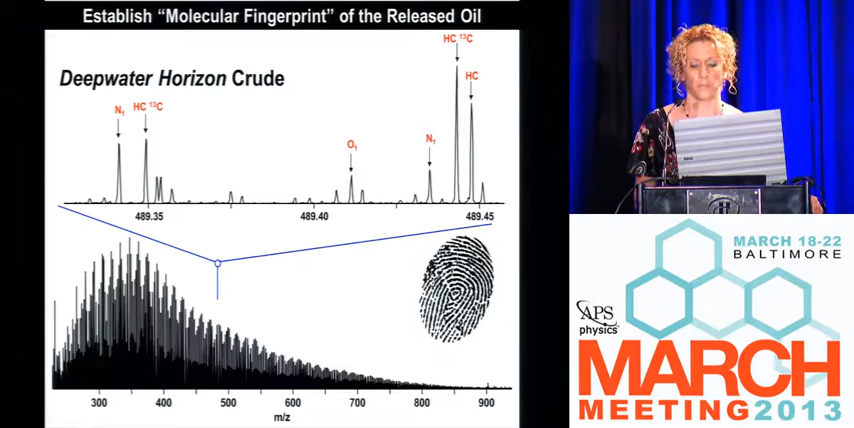 Establish “Molecular Fingerprint” of the Released Oil
Deepwater Horizon Crude
N₁
HC ¹³C
O₁
N₁
HC ¹³C
HC
489.35
489.40
489.45
300
400
500
600
700
800
900
m/z
MARCH 18-22
BALTIMORE
APS
physics
MARCH
MEETING2013